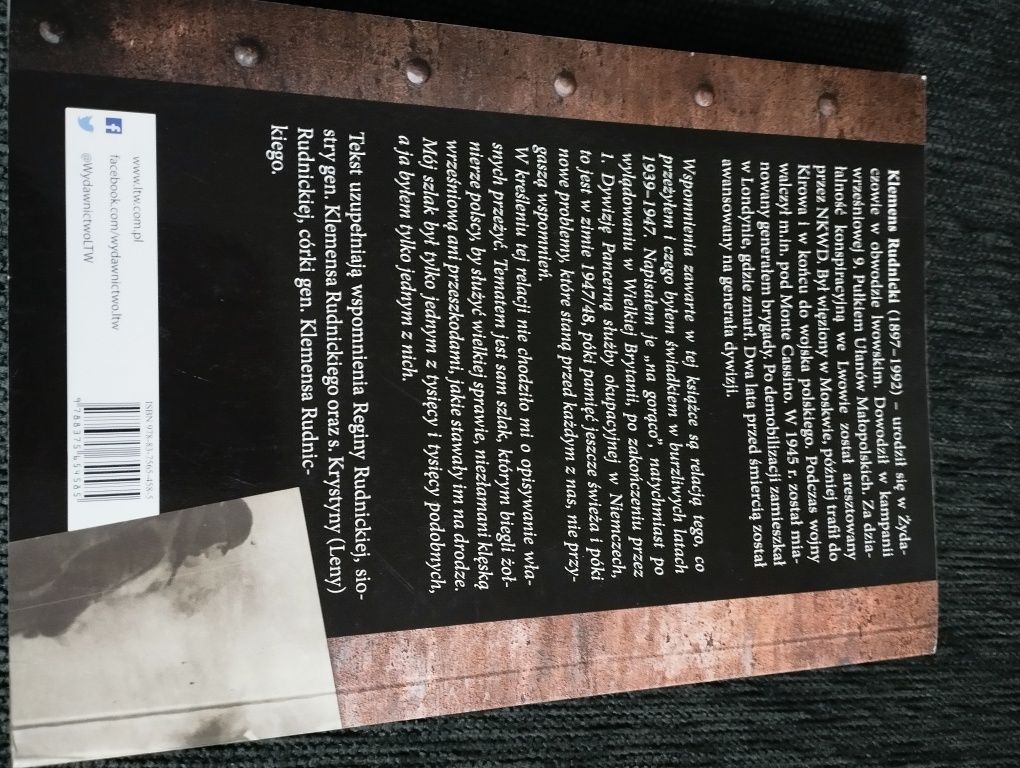 Klemens Rudnicki (1897–1992) – urodził się w Żyda-
czowie w obwodzie lwowskim. Dowodził w kampanii
wrześniowej 9. Pułkiem Ułanów Małopolskich. Za dzia-
łalność konspiracyjną we Lwowie został aresztowany
przez NKWD. Był więziony w Moskwie, później trafił do
Kirowa i w końcu do wojska polskiego. Podczas wojny
walczył m.in. pod Monte Cassino. W 1945 r. został mia-
nowany generałem brygady. Po demobilizacji zamieszkał
w Londynie, gdzie zmarł. Dwa lata przed śmiercią został
awansowany na generała dywizji.
Wspomnienia zawarte w tej książce są relacją tego, co
przeżyłem i czego byłem świadkiem w burzliwych latach
1939–1947. Napisałem je „na gorąco”, natychmiast po
wylądowaniu w Wielkiej Brytanii, po zakończeniu przez
1. Dywizję Pancerną służby okupacyjnej w Niemczech,
to jest w zimie 1947/48, póki pamięć jeszcze świeża i póki
nowe problemy, które staną przed każdym z nas, nie przy-
gaszą wspomnień.
W kreśleniu tej relacji nie chodziło mi o opisywanie wła-
snych przeżyć. Tematem jest sam szlak, którym biegli żoł-
nierze polscy, by służyć wielkiej sprawie, niezłamani klęską
wrześniową ani przeszkodami, jakie stawały im na drodze.
Mój szlak był tylko jednym z tysięcy i tysięcy podobnych,
a ja byłem tylko jednym z nich.
Tekst uzupełniają wspomnienia Reginy Rudnickiej, sio-
stry gen. Klemensa Rudnickiego oraz s. Krystyny (Leny)
Rudnickiej, córki gen. Klemensa Rudnic-
kiego.
www.ltw.com.pl
facebook.com/wydawnictwo.ltw
@WydawnictwoLTW
ISBN 978-83-7565-458-5
9 788375 654585